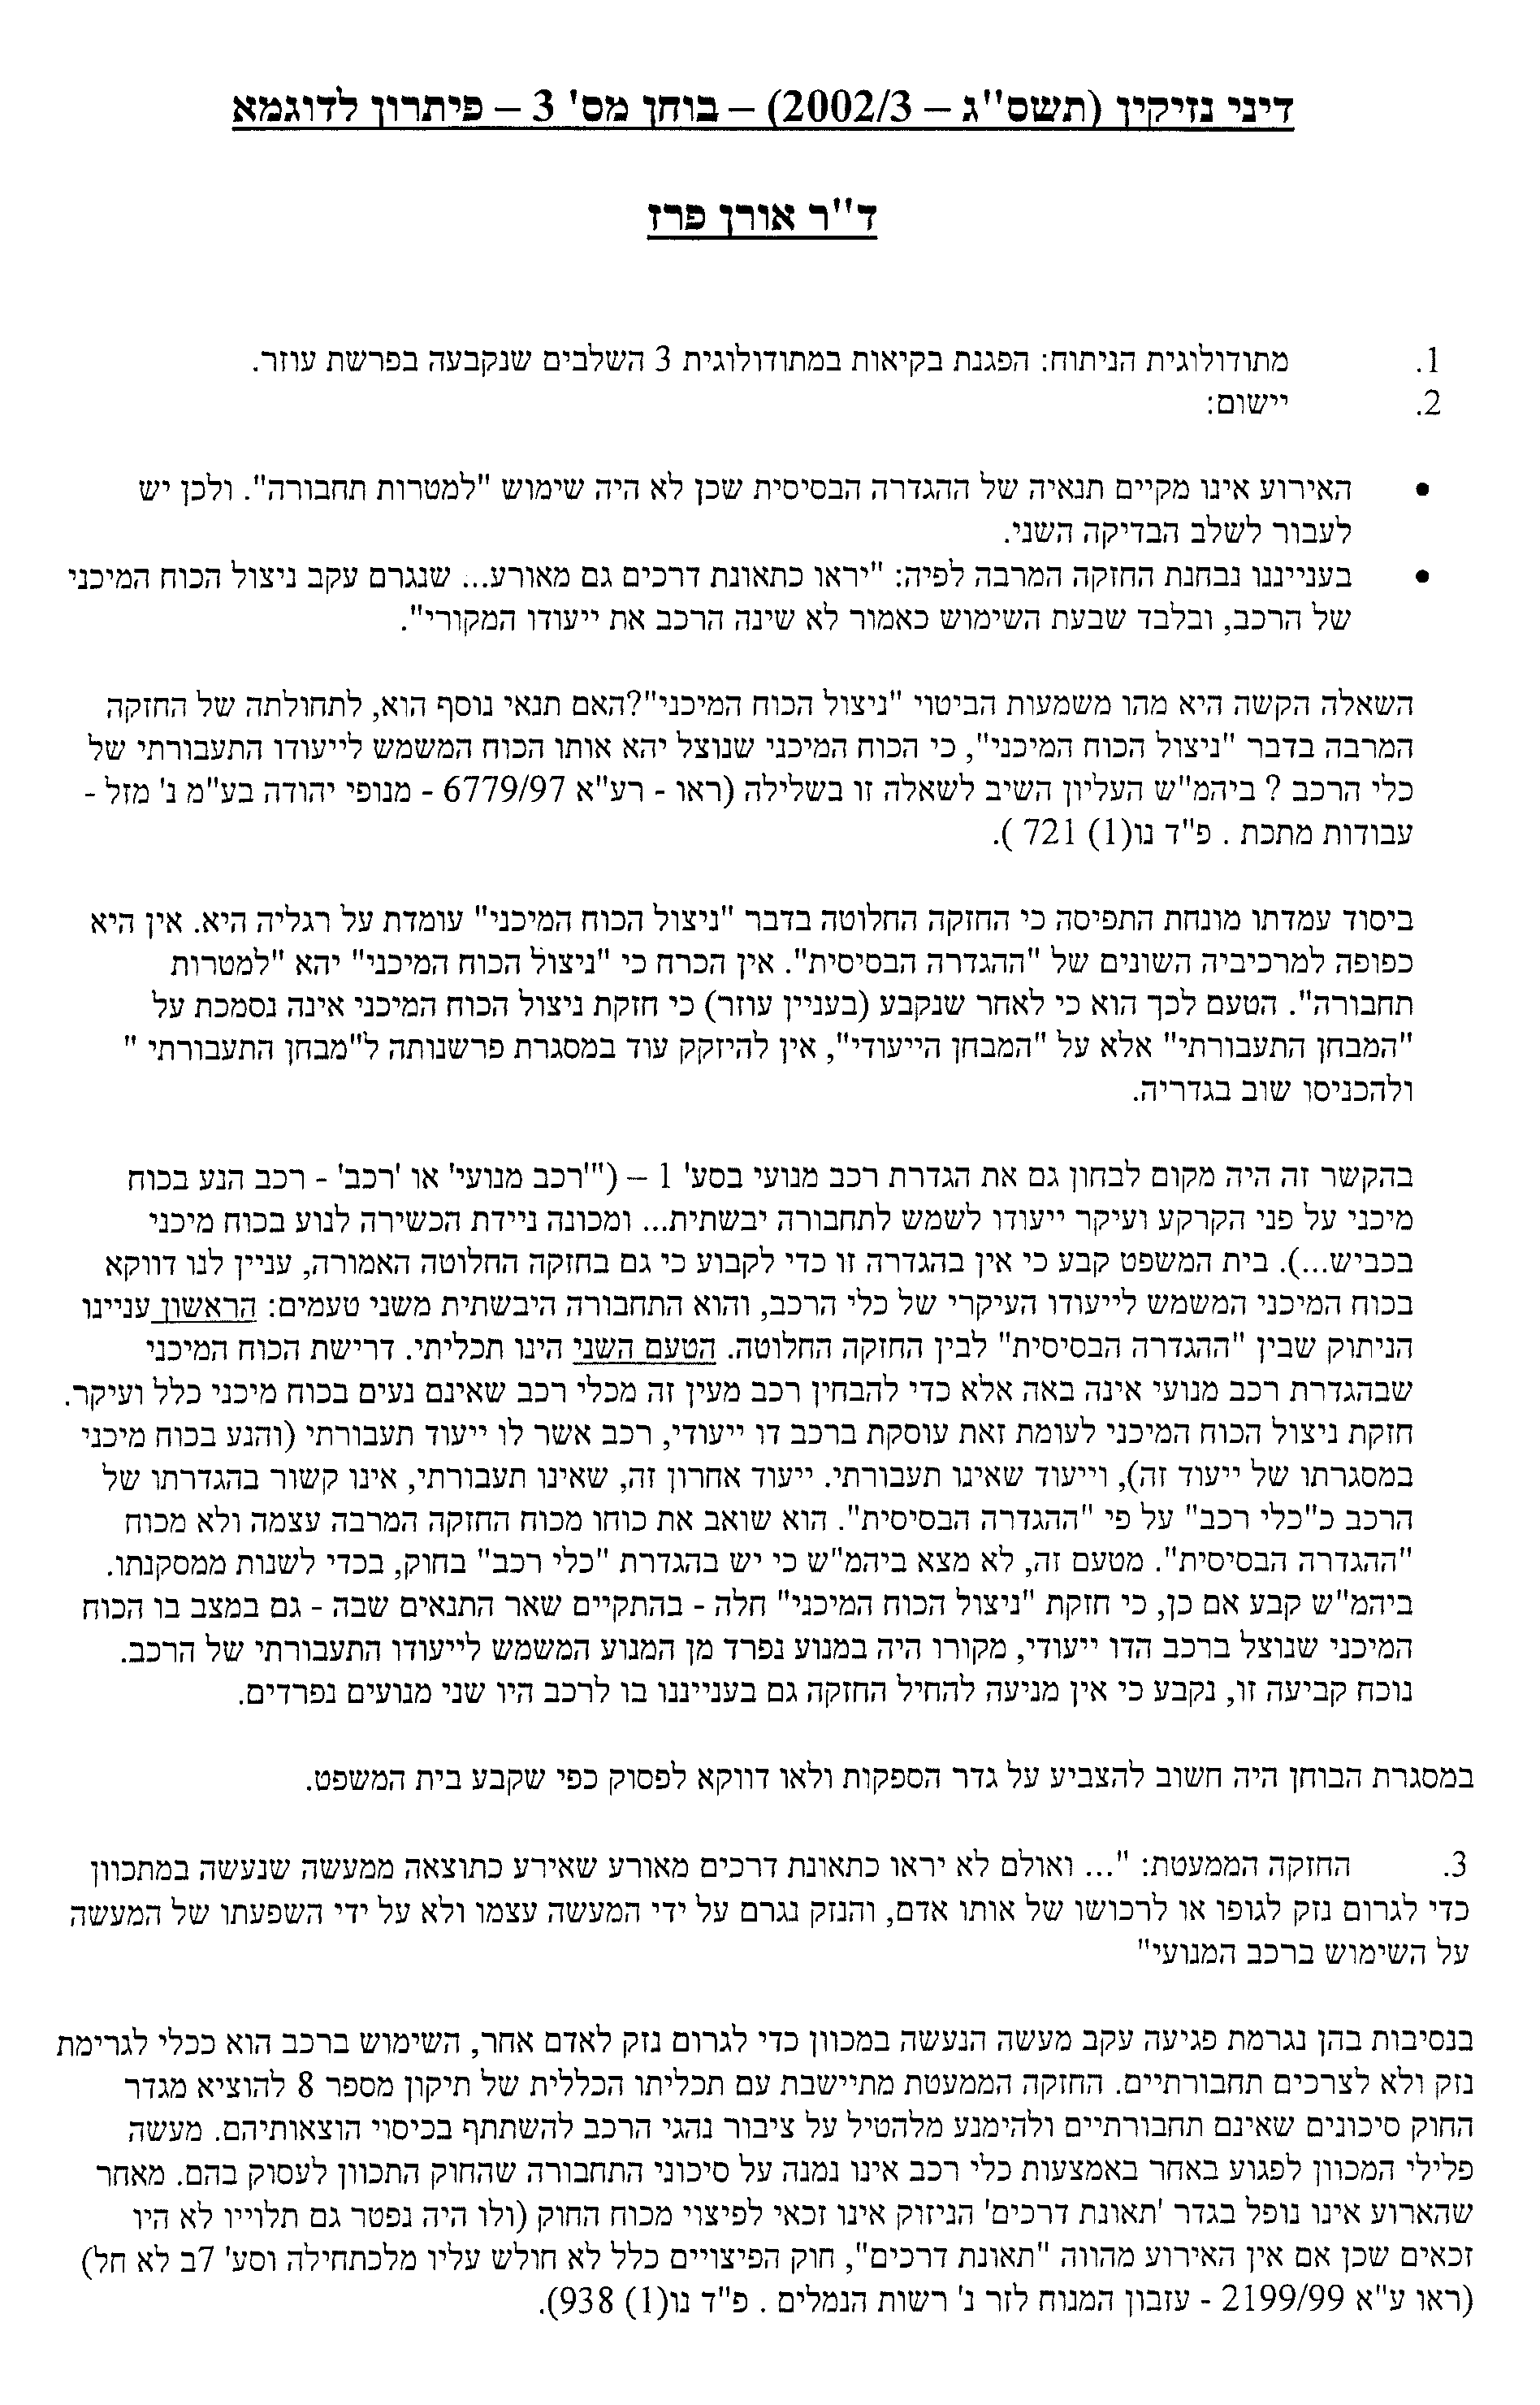 דיני נזיקין (תשס"ג – 2002/3) – בוחן מס' 3 – פיתרון לדוגמא
ד"ר אורן פרז
1. מתודולוגית הניתוח: הפגנת בקיאות במתודולוגית 3 השלבים שנקבעה בפרשת עוזר.
2. יישום:
• האירוע אינו מקיים תנאיה של ההגדרה הבסיסית שכן לא היה שימוש "למטרות תחבורה". ולכן יש
לעבור לשלב הבדיקה השני.
• בענייננו נבחנת החזקה המרבה לפיה: "יראו כתאונת דרכים גם מאורע... שנגרם עקב ניצול הכוח המיכני
של הרכב, ובלבד שבעת השימוש כאמור לא שינה הרכב את ייעודו המקורי".
השאלה הקשה היא מהו משמעות הביטוי "ניצול הכוח המיכני"?האם תנאי נוסף הוא, לתחולתה של החזקה
המרבה בדבר "ניצול הכוח המיכני", כי הכוח המיכני שנוצל יהא אותו הכוח המשמש לייעודו התעבורתי של
כלי הרכב ? ביהמ"ש העליון השיב לשאלה זו בשלילה (ראו - רע"א 6779/97 - מנופי יהודה בע"מ נ' מזל -
עבודות מתכת . פ"ד נו(1) 721 ).
ביסוד עמדתו מונחת התפיסה כי החזקה החלוטה בדבר "ניצול הכוח המיכני" עומדת על רגליה היא. אין היא
כפופה למרכיביה השונים של "ההגדרה הבסיסית". אין הכרח כי "ניצול הכוח המיכני" יהא "למטרות
תחבורה". הטעם לכך הוא כי לאחר שנקבע (בעניין עוזר) כי חזקת ניצול הכוח המיכני אינה נסמכת על
"המבחן התעבורתי" אלא על "המבחן הייעודי", אין להיזקק עוד במסגרת פרשנותה ל"מבחן התעבורתי "
ולהכניסו שוב בגדריה.
בהקשר זה היה מקום לבחון גם את הגדרת רכב מנועי בסע' 1 – ("'רכב מנועי' או 'רכב' - רכב הנע בכוח
מיכני על פני הקרקע ועיקר ייעודו לשמש לתחבורה יבשתית... ומכונה ניידת הכשירה לנוע בכוח מיכני
בכביש...). בית המשפט קבע כי אין בהגדרה זו כדי לקבוע כי גם בחזקה החלוטה האמורה, עניין לנו דווקא
בכוח המיכני המשמש לייעודו העיקרי של כלי הרכב, והוא התחבורה היבשתית משני טעמים: הראשון עניינו
הניתוק שבין "ההגדרה הבסיסית" לבין החזקה החלוטה. הטעם השני הינו תכליתי. דרישת הכוח המיכני
שבהגדרת רכב מנועי אינה באה אלא כדי להבחין רכב מעין זה מכלי רכב שאינם נעים בכוח מיכני כלל ועיקר.
חזקת ניצול הכוח המיכני לעומת זאת עוסקת ברכב דו ייעודי, רכב אשר לו ייעוד תעבורתי (והנע בכוח מיכני
במסגרתו של ייעוד זה), וייעוד שאינו תעבורתי. ייעוד אחרון זה, שאינו תעבורתי, אינו קשור בהגדרתו של
הרכב כ"כלי רכב" על פי "ההגדרה הבסיסית". הוא שואב את כוחו מכוח החזקה המרבה עצמה ולא מכוח
"ההגדרה הבסיסית". מטעם זה, לא מצא ביהמ"ש כי יש בהגדרת "כלי רכב" בחוק, בכדי לשנות ממסקנתו.
ביהמ"ש קבע אם כן, כי חזקת "ניצול הכוח המיכני" חלה - בהתקיים שאר התנאים שבה - גם במצב בו הכוח
המיכני שנוצל ברכב הדו ייעודי, מקורו היה במנוע נפרד מן המנוע המשמש לייעודו התעבורתי של הרכב.
נוכח קביעה זו, נקבע כי אין מניעה להחיל החזקה גם בענייננו בו לרכב היו שני מנועים נפרדים.
במסגרת הבוחן היה חשוב להצביע על גדר הספקות ולאו דווקא לפסוק כפי שקבע בית המשפט.
3. החזקה הממעטת: "... ואולם לא יראו כתאונת דרכים מאורע שאירע כתוצאה ממעשה שנעשה במתכוון
כדי לגרום נזק לגופו או לרכושו של אותו אדם, והנזק נגרם על ידי המעשה עצמו ולא על ידי השפעתו של המעשה
על השימוש ברכב המנועי"
בנסיבות בהן נגרמת פגיעה עקב מעשה הנעשה במכוון כדי לגרום נזק לאדם אחר, השימוש ברכב הוא ככלי לגרימת
נזק ולא לצרכים תחבורתיים. החזקה הממעטת מתיישבת עם תכליתו הכללית של תיקון מספר 8 להוציא מגדר
החוק סיכונים שאינם תחבורתיים ולהימנע מלהטיל על ציבור נהגי הרכב להשתתף בכיסוי הוצאותיהם. מעשה
פלילי המכוון לפגוע באחר באמצעות כלי רכב אינו נמנה על סיכוני התחבורה שהחוק התכוון לעסוק בהם. מאחר
שהארוע אינו נופל בגדר 'תאונת דרכים' הניזוק אינו זכאי לפיצוי מכוח החוק (ולו היה נפטר גם תלוייו לא היו
זכאים שכן אם אין האירוע מהווה "תאונת דרכים", חוק הפיצויים כלל לא חולש עליו מלכתחילה וסע' 7ב לא חל)
(ראו ע"א 2199/99 - עזבון המנוח לזר נ' רשות הנמלים . פ"ד נו(1) 938).